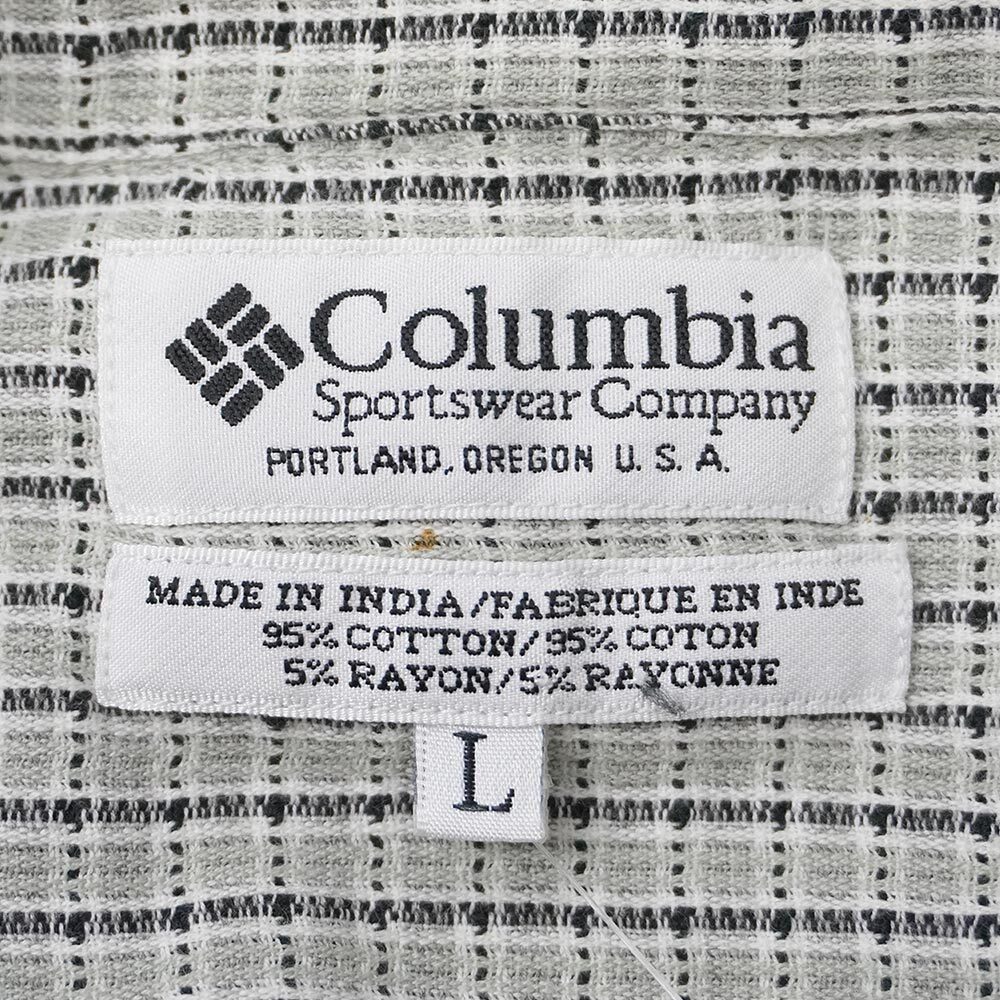 Columbia
Sportswear Company
PORTLAND, OREGON U. S. A.
MADE IN INDIA/FABRIQUE EN INDE
95% COTTON/95% COTON
5% RAYON/5% RAYONNE
L